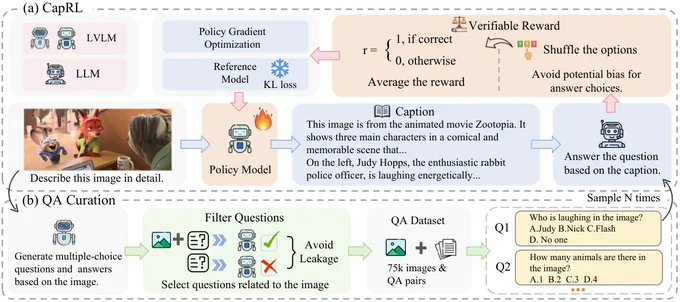 (a) CapRL
LVLM
LLM
Policy Gradient
Optimization
Reference
Model
KL loss
r = { 1, if correct
0, otherwise
Average the reward
Verifiable Reward
Shuffle the options
Avoid potential bias for
answer choices.
Describe this image in detail.
Policy Model
Caption
This image is from the animated movie Zootopia. It
shows three main characters in a comical and
memorable scene that...
On the left, Judy Hopps, the enthusiastic rabbit
police officer, is laughing energetically...
Answer the question
based on the caption.
Sample N times
(b) QA Curation
Generate multiple-choice
questions and answers
based on the image.
Filter Questions
Avoid
Leakage
Select questions related to the image
QA Dataset
75k images &
QA pairs
Q1
Who is laughing in the image?
A.Judy B.Nick C.Flash
D. No one
Q2
How many animals are there in
the image?
A.1 B.2 C.3 D.4